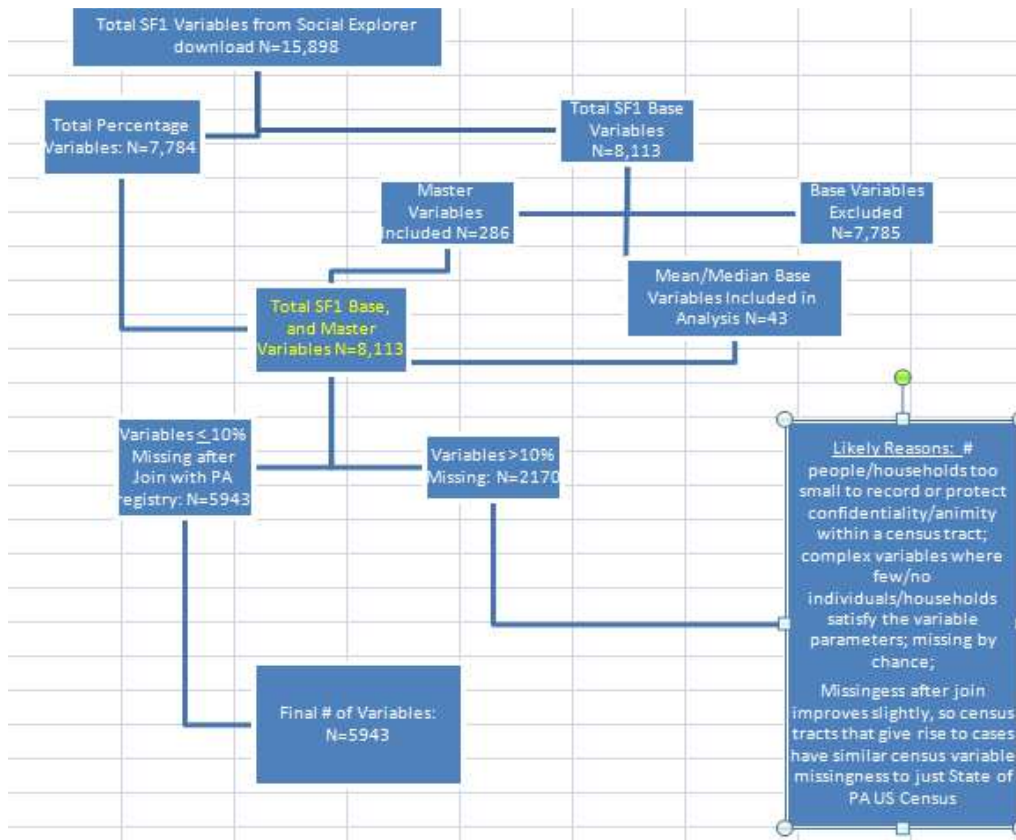 Total SF1 Variables from Social Explorer
download N=15,898
Total Percentage
Variables: N=7,784
Total SF1 Base
Variables
N=8,113
Master
Variables
Included N=286
Base Variables
Excluded
N=7,785
Mean/Median Base
Variables Included in
Analysis N=43
Total SF1 Base,
and Master
Variables N=8,113
Variables ≤ 10%
Missing after
Join with PA
registry: N=5943
Variables >10%
Missing: N=2170
Likely Reasons: #
people/households too
small to record or protect
confidentiality/animity
within a census tract;
complex variables where
few/no
individuals/households
satisfy the variable
parameters; missing by
chance;
Missingess after join
improves slightly, so census
tracts that give rise to cases
have similar census variable
missingness to just State of
PA US Census
Final # of Variables:
N=5943